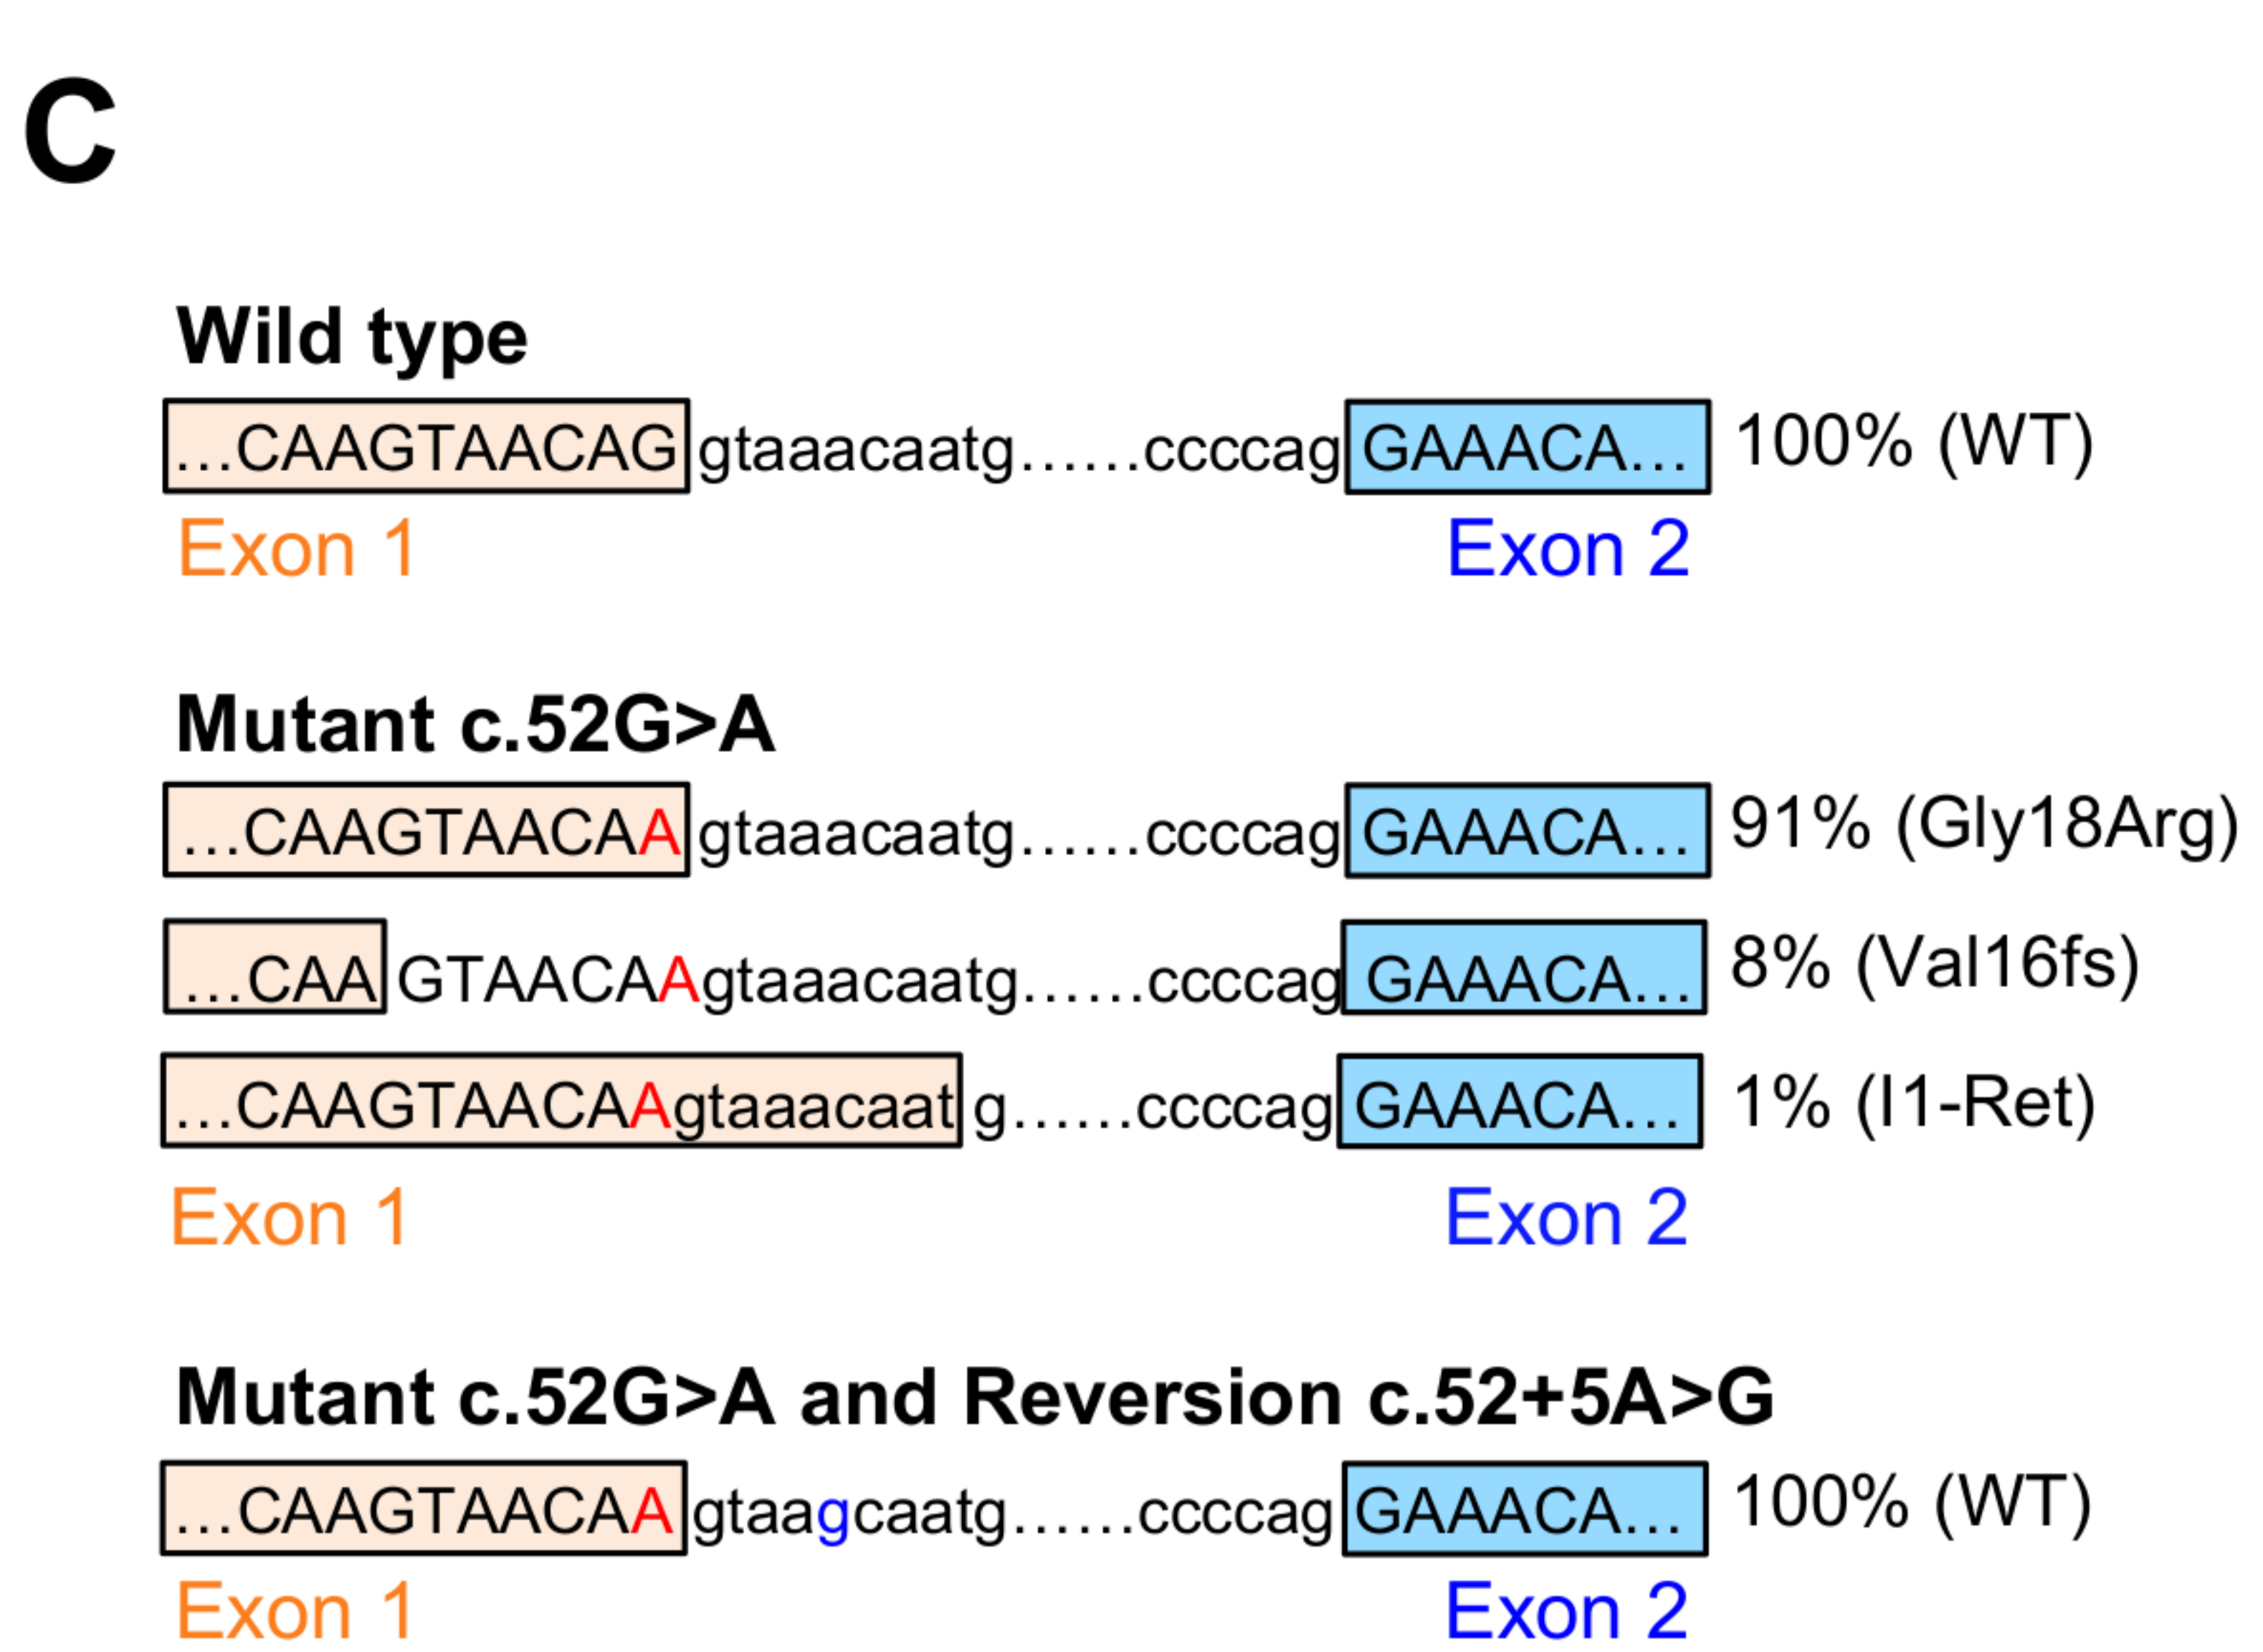 C
Wild type
...CAAGTAACAG gtaaacaatg......ccccag GAAACA... 100% (WT)
Exon 1 Exon 2
Mutant c.52G>A
...CAAGTAACAA gtaaacaatg......ccccag GAAACA... 91% (Gly18Arg)
...CAA GTAACAAgtaaacaatg......ccccag GAAACA... 8% (Val16fs)
...CAAGTAACAAgtaaacaat g......ccccag GAAACA... 1% (I1-Ret)
Exon 1 Exon 2
Mutant c.52G>A and Reversion c.52+5A>G
...CAAGTAACAA gtaagcaatg......ccccag GAAACA... 100% (WT)
Exon 1 Exon 2